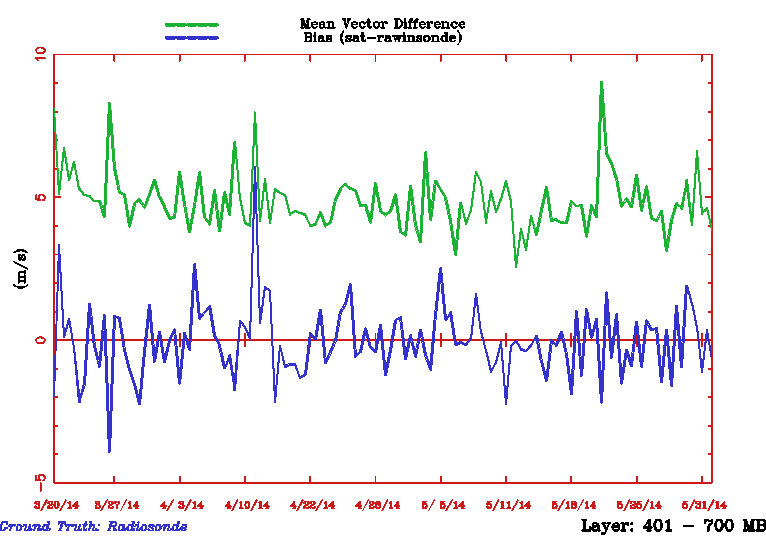 Mean Vector Difference
Bias (sat-rawinsonde)
10
5
0
-5
(m/s)
3/20/14 3/27/14 4/ 3/14 4/10/14 4/22/14 4/28/14 5/ 5/14 5/11/14 5/18/14 5/25/14 5/31/14
Ground Truth: Radiosonde
Layer: 401 - 700 MB